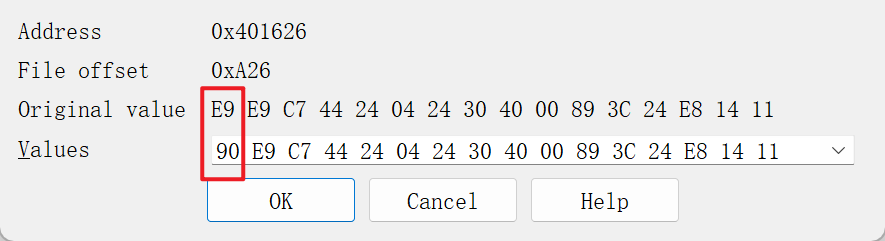 Address 0x401626
File offset 0xA26
Original value E9 E9 C7 44 24 04 24 30 40 00 89 3C 24 E8 14 11
Values 90 E9 C7 44 24 04 24 30 40 00 89 3C 24 E8 14 11
OK Cancel Help